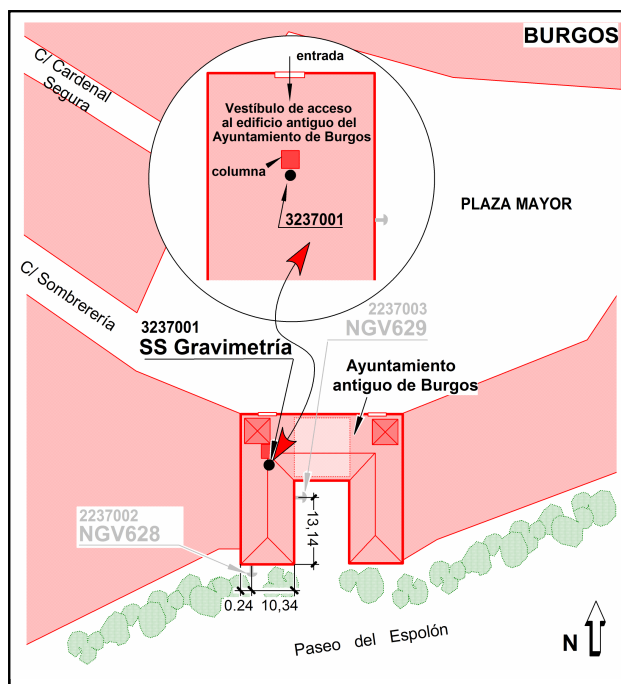 BURGOS
C/ Cardenal
Segura
entrada
Vestíbulo de acceso
al edificio antiguo del
Ayuntamiento de Burgos
columna
3237001
PLAZA MAYOR
C/ Sombrerería
3237001
SS Gravimetría
2237003
NGV629
Ayuntamiento
antiguo de Burgos
2237002
NGV628
13,14
0.24
10,34
Paseo del Espolón
N